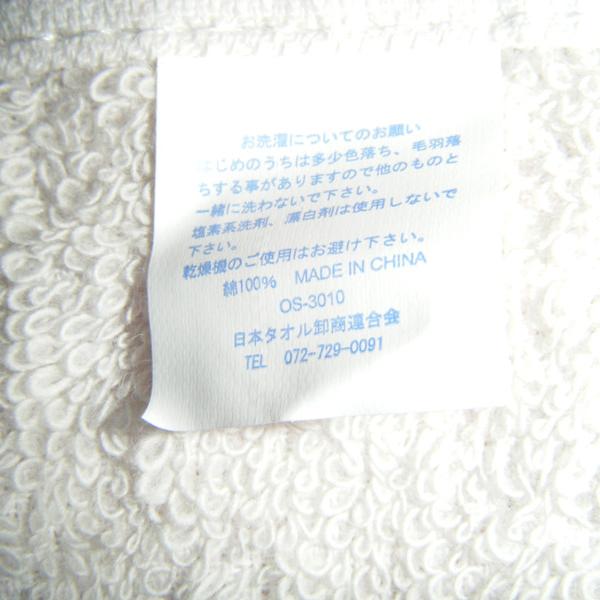 お洗濯についてのお願い
はじめのうちは多少色落ち、毛羽落
ちする事がありますので他のものと
一緒に洗わないで下さい。
塩素系洗剤、漂白剤は使用しないで
下さい。
乾燥機のご使用はお避け下さい。
綿100% MADE IN CHINA
OS-3010
日本タオル卸商連合会
TEL 072-729-0091